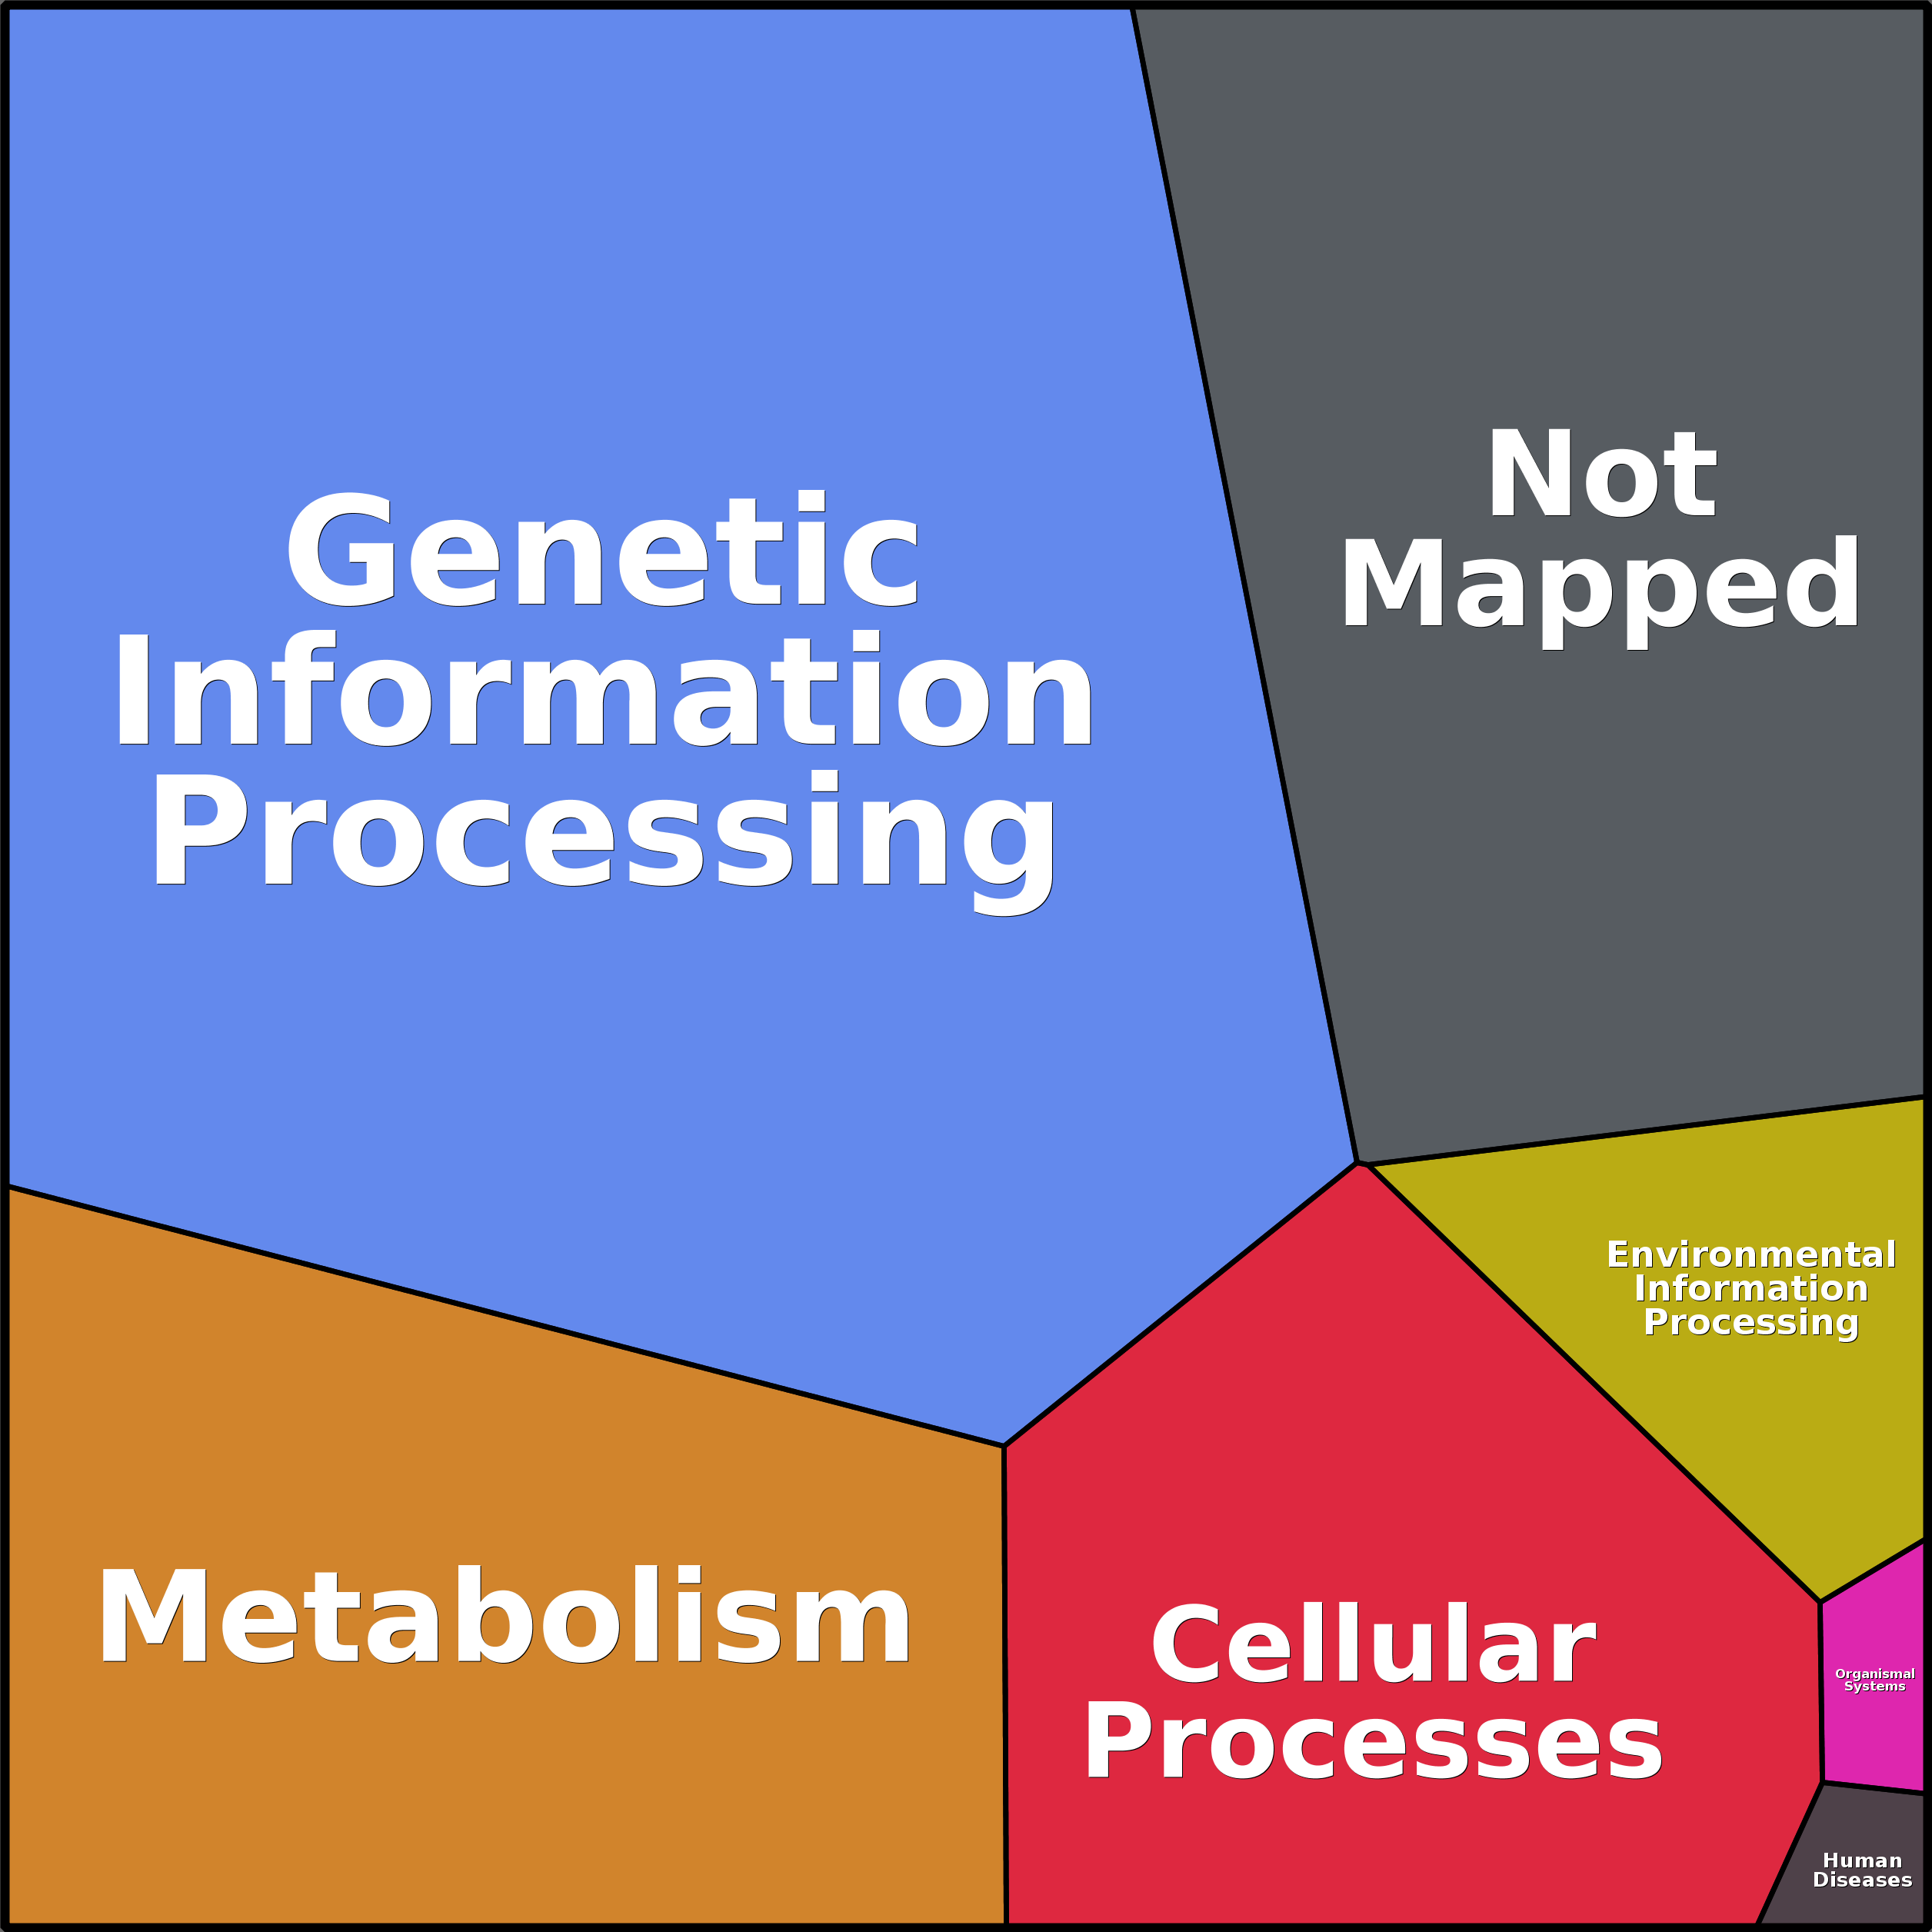 Genetic
Information
Processing
Not
Mapped
Environmental
Information
Processing
Metabolism
Cellular
Processes
Organismal
Systems
Human
Diseases